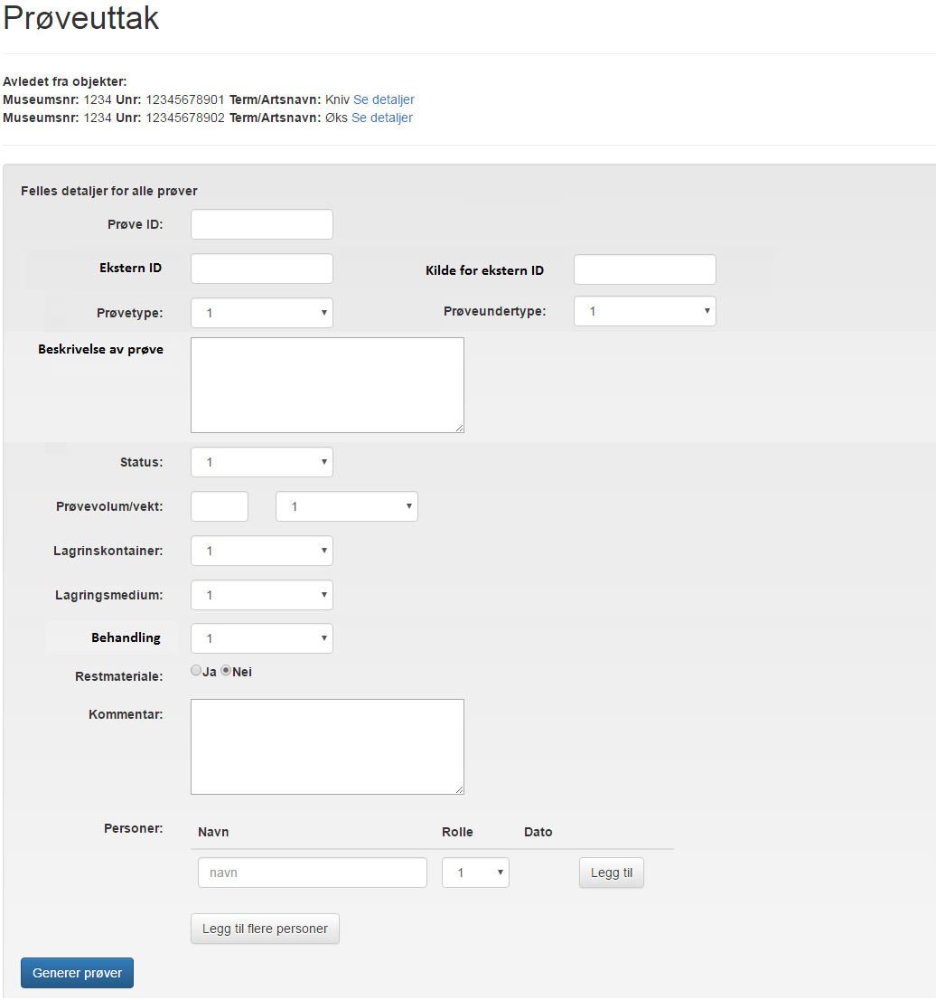 Prøveuttak
Avledet fra objekter:
Museumsnr: 1234 Unr: 12345678901 Term/Artsnavn: Kniv Se detaljer
Museumsnr: 1234 Unr: 12345678902 Term/Artsnavn: Øks Se detaljer
Felles detaljer for alle prøver
Prøve ID:
Ekstern ID Kilde for ekstern ID
Prøvetype: 1 Prøveundertype: 1
Beskrivelse av prøve
Status: 1
Prøvevolum/vekt: 1
Lagrinskontainer: 1
Lagringsmedium: 1
Behandling 1
Restmateriale: Ja Nei
Kommentar:
Personer: Navn Rolle Dato
navn 1 Legg til
Legg til flere personer
Generer prøver